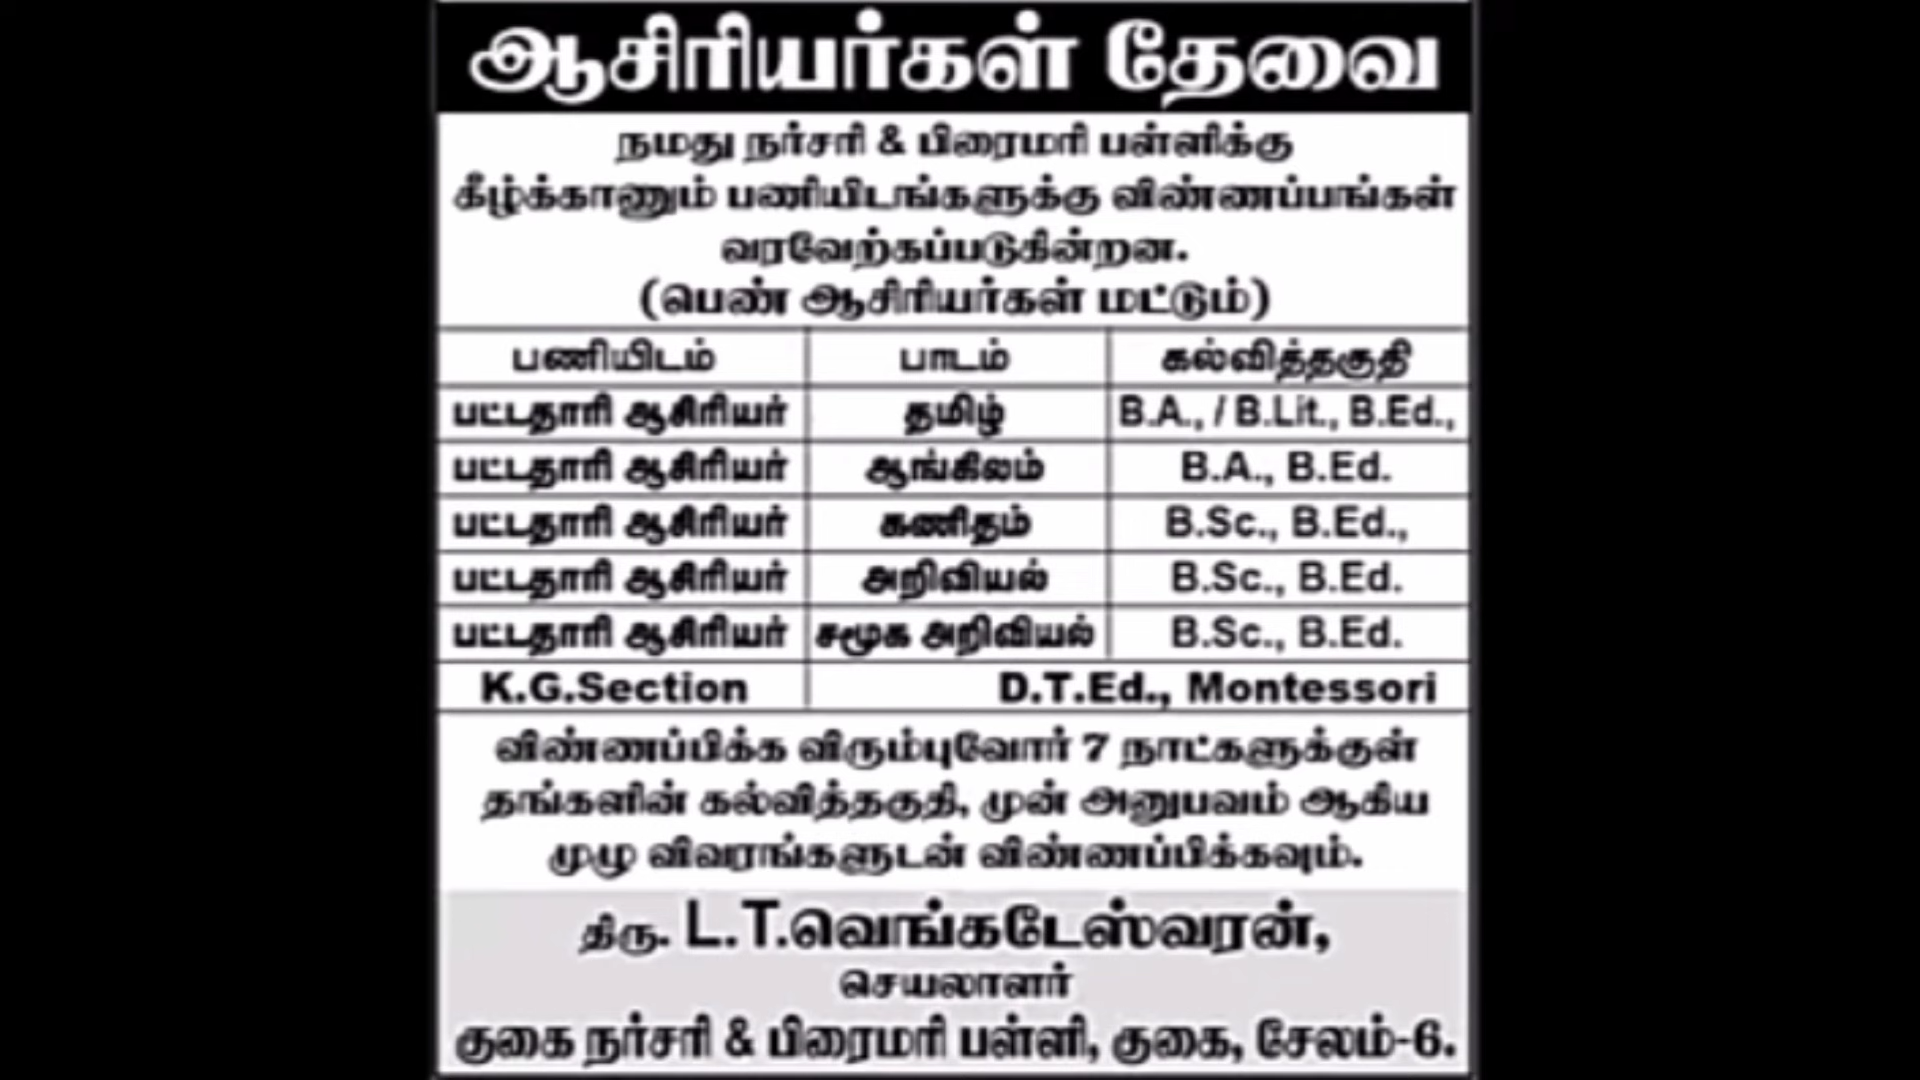 ஆசிரியர்கள் தேவை
நமது நர்சரி & பிரைமரி பள்ளிக்கு
கீழ்க்காணும் பணியிடங்களுக்கு விண்ணப்பங்கள்
வரவேற்கப்படுகின்றன.
(பெண் ஆசிரியர்கள் மட்டும்)
பணியிடம் பாடம் கல்வித்தகுதி
பட்டதாரி ஆசிரியர் தமிழ் B.A., / B.Lit., B.Ed.,
பட்டதாரி ஆசிரியர் ஆங்கிலம் B.A., B.Ed.
பட்டதாரி ஆசிரியர் கணிதம் B.Sc., B.Ed.,
பட்டதாரி ஆசிரியர் அறிவியல் B.Sc., B.Ed.
பட்டதாரி ஆசிரியர் சமூக அறிவியல் B.Sc., B.Ed.
K.G.Section D.T.Ed., Montessori
விண்ணப்பிக்க விரும்புவோர் 7 நாட்களுக்குள்
தங்களின் கல்வித்தகுதி, முன் அனுபவம் ஆகிய
முழு விவரங்களுடன் விண்ணப்பிக்கவும்.
திரு. L.T.வெங்கடேஸ்வரன்,
செயலாளர்
குகை நர்சரி & பிரைமரி பள்ளி, குகை, சேலம்-6.